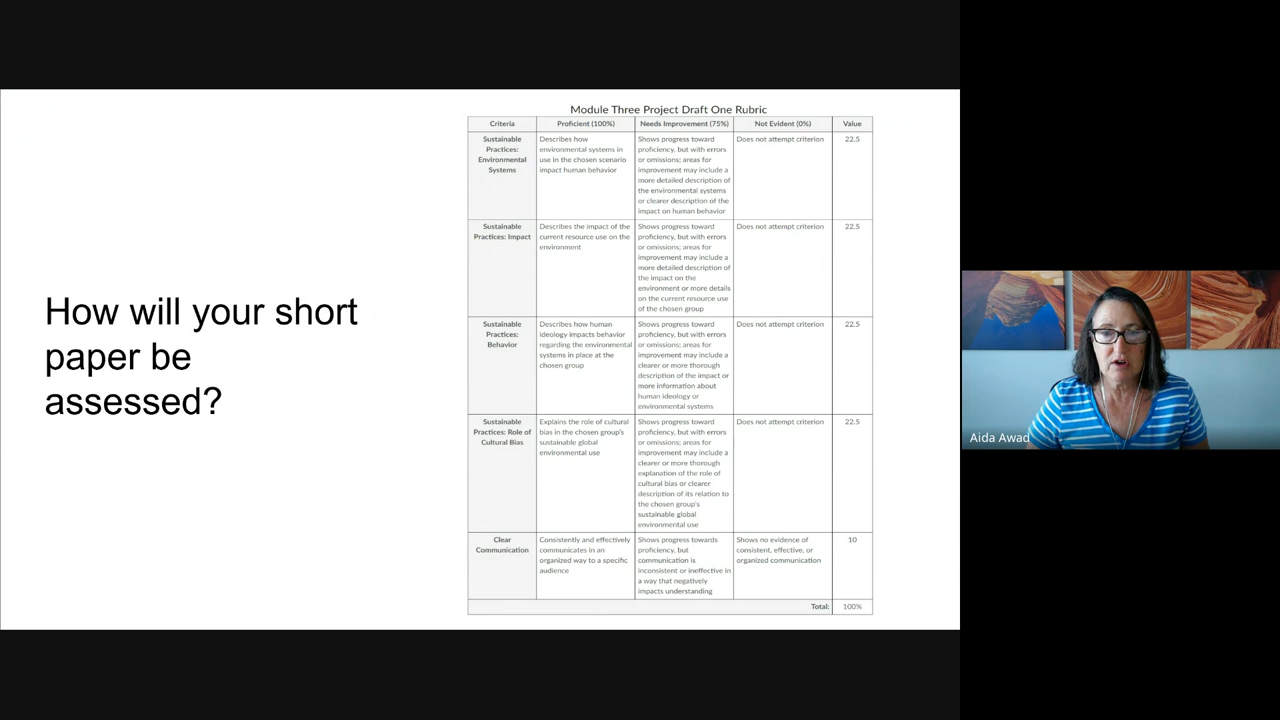 How will your short
paper be
assessed?
Module Three Project Draft One Rubric
Criteria
Proficient (100%)
Needs Improvement (75%)
Not Evident (0%)
Value
Sustainable
Practices:
Environmental
Systems
Describes how
environmental systems in
use in the chosen scenario
impact human behavior
Shows progress toward
proficiency, but with errors
or omissions; areas for
improvement may include a
more detailed description of
the environmental systems
or clearer description of the
impact on human behavior
Does not attempt criterion
22.5
Sustainable
Practices: Impact
Describes the impact of the
current resource use on the
environment
Shows progress toward
proficiency, but with errors
or omissions; areas for
improvement may include a
more detailed description of
the impact on the
environment or more details
on the current resource use
of the chosen group
Does not attempt criterion
22.5
Sustainable
Practices:
Behavior
Describes how human
ideology impacts behavior
regarding the environmental
systems in place at the
chosen group
Shows progress toward
proficiency, but with errors
or omissions; areas for
improvement may include a
clearer or more thorough
description of the impact or
more information about
human ideology or
environmental systems
Does not attempt criterion
22.5
Sustainable
Practices: Role of
Cultural Bias
Explains the role of cultural
bias in the chosen group's
sustainable global
environmental use
Shows progress toward
proficiency, but with errors
or omissions; areas for
improvement may include a
clearer or more thorough
explanation of the role of
cultural bias or clearer
description of its relation to
the chosen group's
sustainable global
environmental use
Does not attempt criterion
22.5
Clear
Communication
Consistently and effectively
communicates in an
organized way to a specific
audience
Shows progress towards
proficiency, but
communication is
inconsistent or ineffective in
a way that negatively
impacts understanding
Shows no evidence of
consistent, effective, or
organized communication
10
Total:
100%
Aida Awad